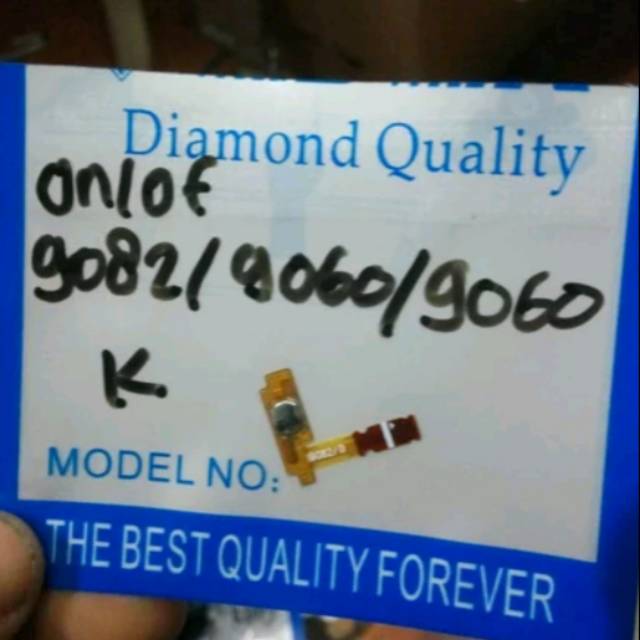 Diamond Quality
on/of
9082/9060/9060
K
MODEL NO:
THE BEST QUALITY FOREVER